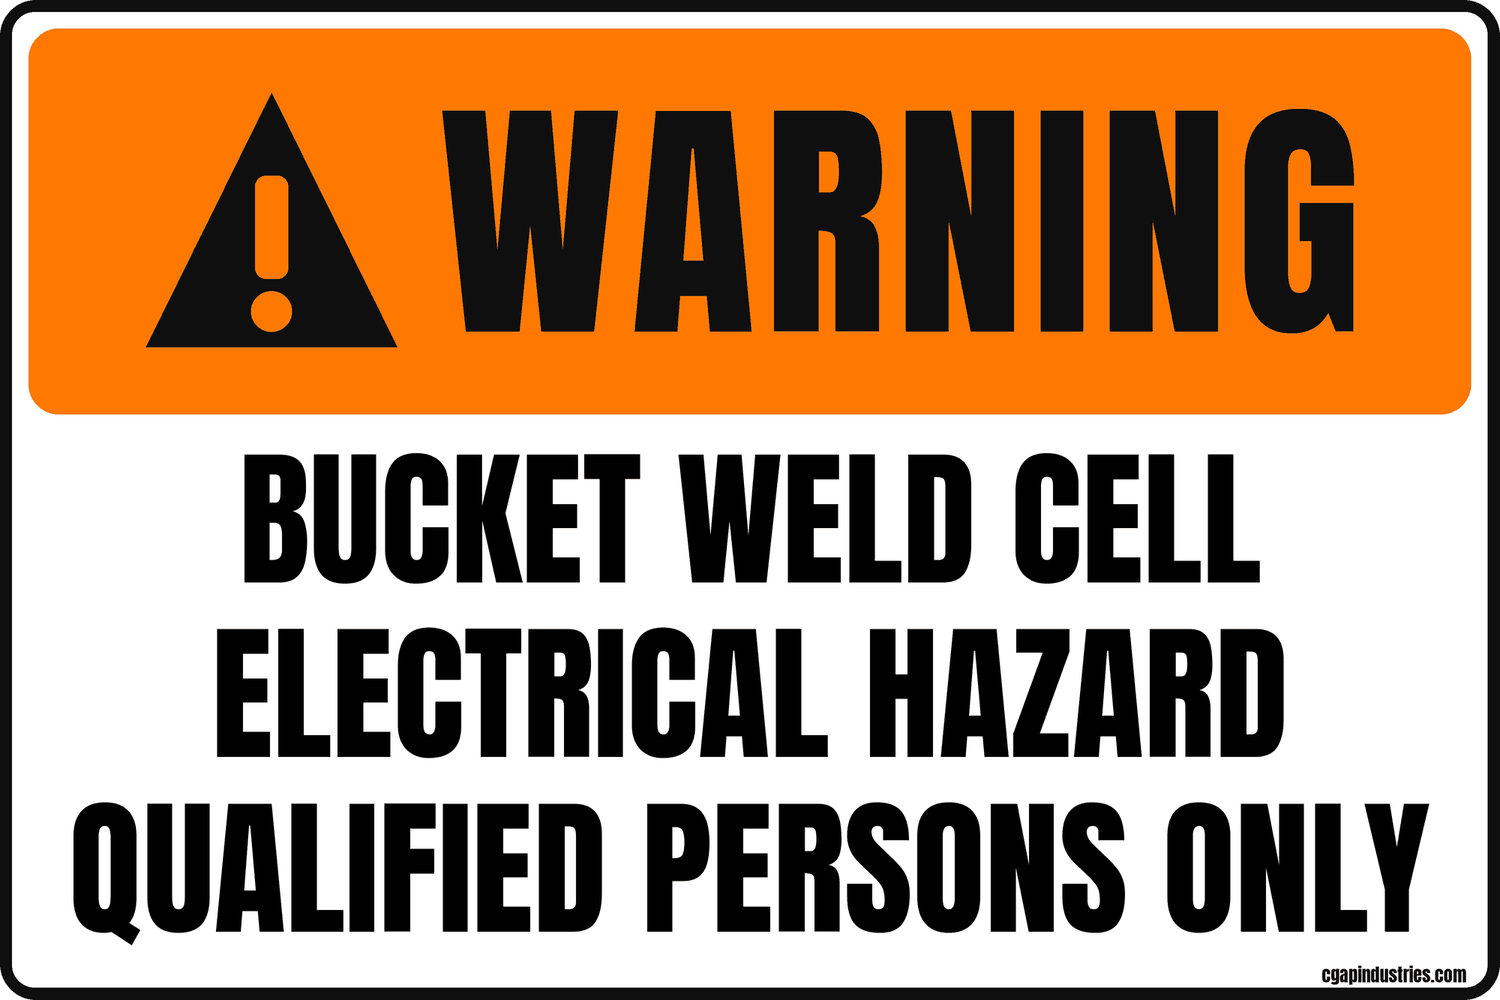 WARNING
BUCKET WELD CELL
ELECTRICAL HAZARD
QUALIFIED PERSONS ONLY
cgapindustries.com